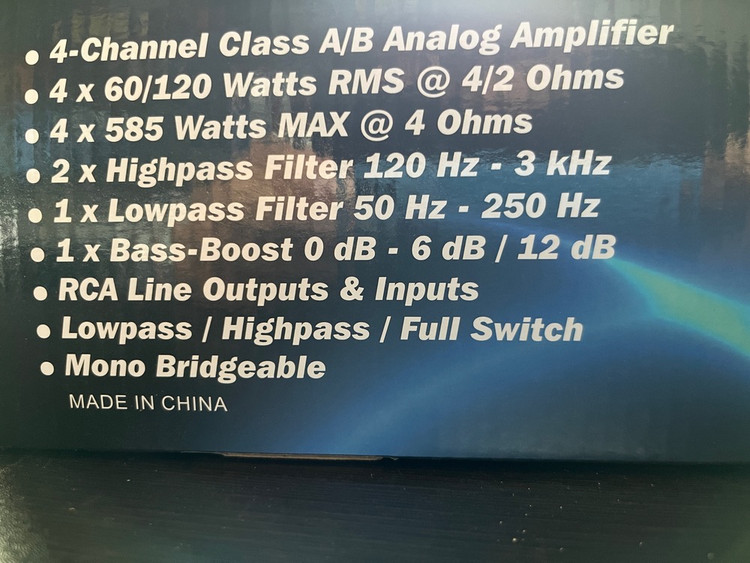 • 4-Channel Class A/B Analog Amplifier
• 4 x 60/120 Watts RMS @ 4/2 Ohms
• 4 x 585 Watts MAX @ 4 Ohms
• 2 x Highpass Filter 120 Hz - 3 kHz
• 1 x Lowpass Filter 50 Hz - 250 Hz
• 1 x Bass-Boost 0 dB - 6 dB / 12 dB
• RCA Line Outputs & Inputs
• Lowpass / Highpass / Full Switch
• Mono Bridgeable
MADE IN CHINA